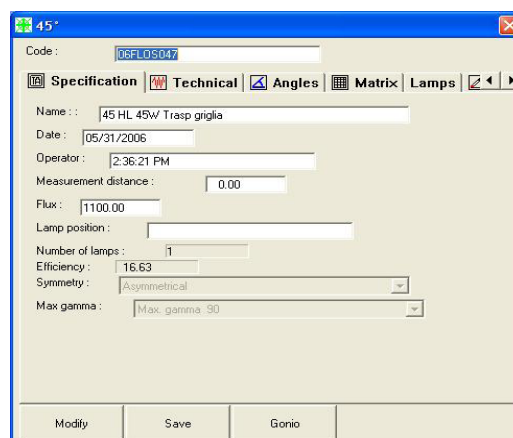 45°
Code : 06FLOS047
Specification Technical Angles Matrix Lamps
Name : : 45 HL 45W Trasp griglia
Date : 05/31/2006
Operator : 2:36:21 PM
Measurement distance : 0.00
Flux : 1100.00
Lamp position :
Number of lamps : 1
Efficiency : 16.63
Symmetry : Asymmetrical
Max gamma : Max. gamma 90
Modify Save Gonio